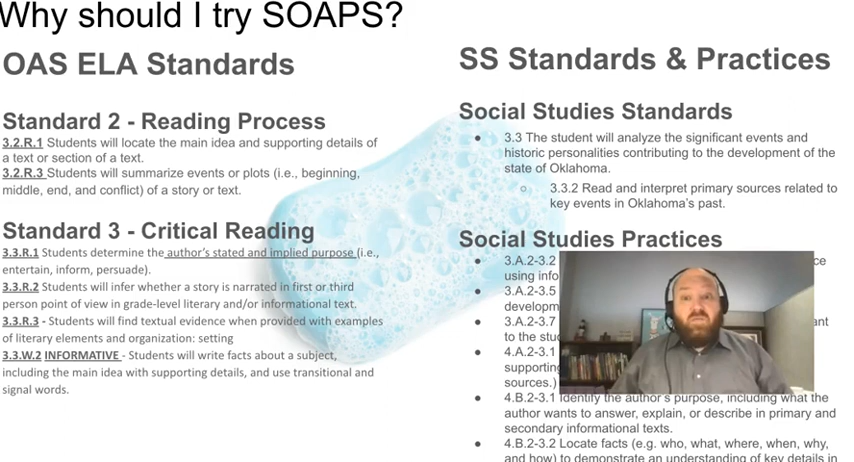 Why should I try SOAPS?
OAS ELA Standards
Standard 2 - Reading Process
3.2.R.1 Students will locate the main idea and supporting details of
a text or section of a text.
3.2.R.3 Students will summarize events or plots (i.e., beginning,
middle, end, and conflict) of a story or text.
Standard 3 - Critical Reading
3.3.R.1 Students determine the author's stated and implied purpose (i.e.,
entertain, inform, persuade).
3.3.R.2 Students will infer whether a story is narrated in first or third
person point of view in grade-level literary and/or informational text.
3.3.R.3 - Students will find textual evidence when provided with examples
of literary elements and organization: setting
3.3.W.2 INFORMATIVE - Students will write facts about a subject,
including the main idea with supporting details, and use transitional and
signal words.
SS Standards & Practices
Social Studies Standards
3.3 The student will analyze the significant events and
historic personalities contributing to the development of the
state of Oklahoma.
3.3.2 Read and interpret primary sources related to
key events in Oklahoma's past.
Social Studies Practices
3.A.2-3.2
using
3.A.2-3.5
3.A.2-3.7
to the
4.A.2-3.1
sources.)
4.B.2-3.1 Identify the author's purpose, including what the
author wants to answer, explain, or describe in primary and
secondary informational texts.
4.B.2-3.2 Locate facts (e.g. who, what, where, when, why,
and how) to demonstrate an understanding of key details in